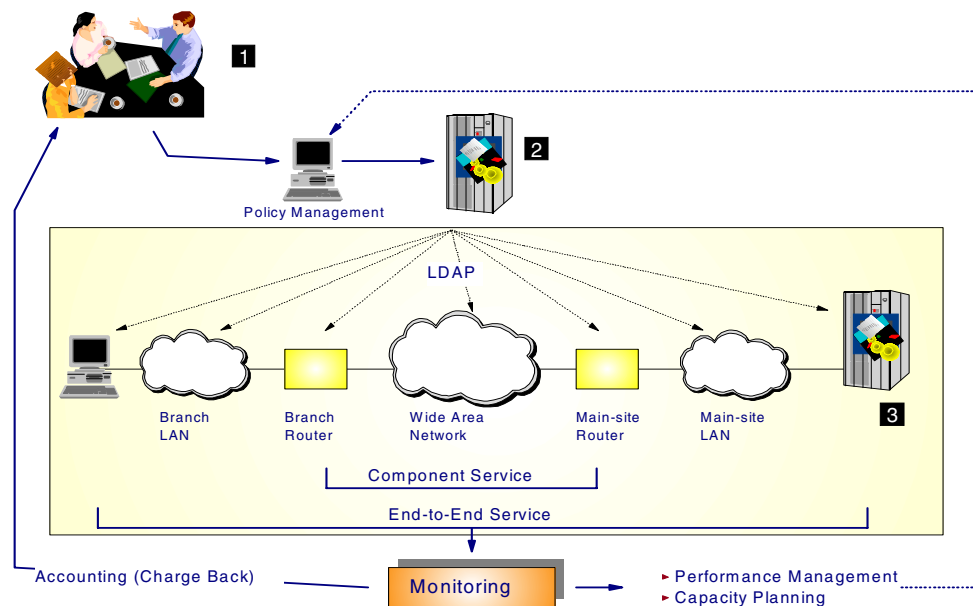 1
2
Policy Management
LDAP
Branch
LAN
Branch
Router
Wide Area
Network
Main-site
Router
Main-site
LAN
3
Component Service
End-to-End Service
Accounting (Charge Back)
Monitoring
Performance Management
Capacity Planning